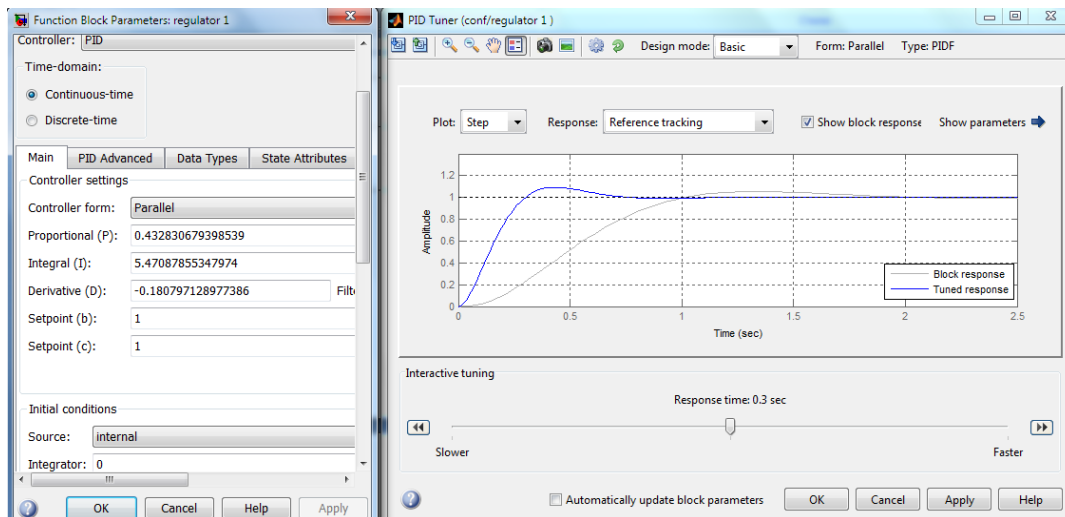 Function Block Parameters: regulator 1
Controller: PID
Time-domain:
Continuous-time
Discrete-time
Main PID Advanced Data Types State Attributes
Controller settings
Controller form: Parallel
Proportional (P): 0.432830679398539
Integral (I): 5.47087855347974
Derivative (D): -0.180797128977386 Filte
Setpoint (b): 1
Setpoint (c): 1
Initial conditions
Source: internal
Integrator: 0
OK Cancel Help Apply
PID Tuner (conf/regulator 1 )
Design mode: Basic Form: Parallel Type: PIDF
Plot: Step Response: Reference tracking Show block response Show parameters
1.2
1
0.8
0.6
0.4
0.2
0
Amplitude
Block response
Tuned response
0 0.5 1 1.5 2 2.5
Time (sec)
Interactive tuning
Response time: 0.3 sec
Slower Faster
Automatically update block parameters OK Cancel Apply Help